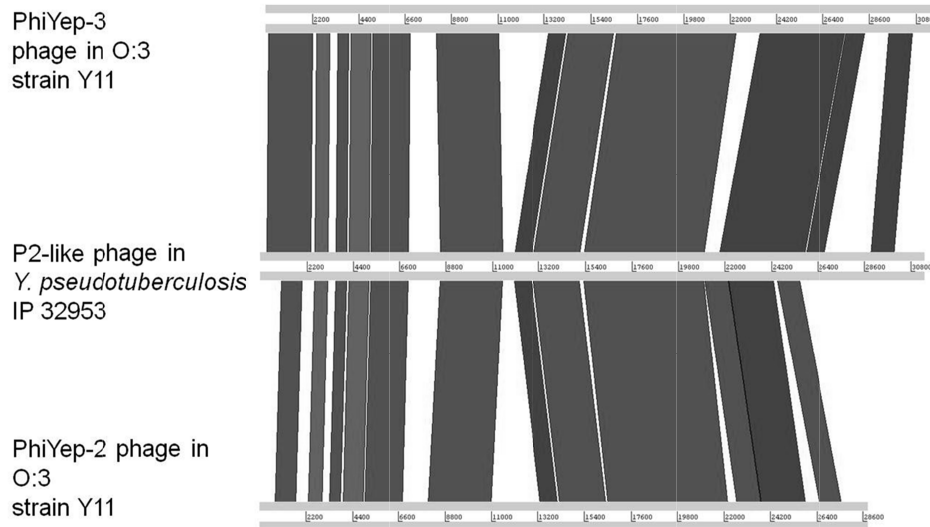 PhiYep-3
phage in O:3
strain Y11
2200 4400 6600 8800 11000 13200 15400 17600 19800 22000 24200 26400 28600 3080
P2-like phage in
Y. pseudotuberculosis
IP 32953
2200 4400 6600 8800 11000 13200 15400 17600 19800 22000 24200 26400 28600 30800
PhiYep-2 phage in
O:3
strain Y11
2200 4400 6600 8800 11000 13200 15400 17600 19800 22000 24200 26400 28600